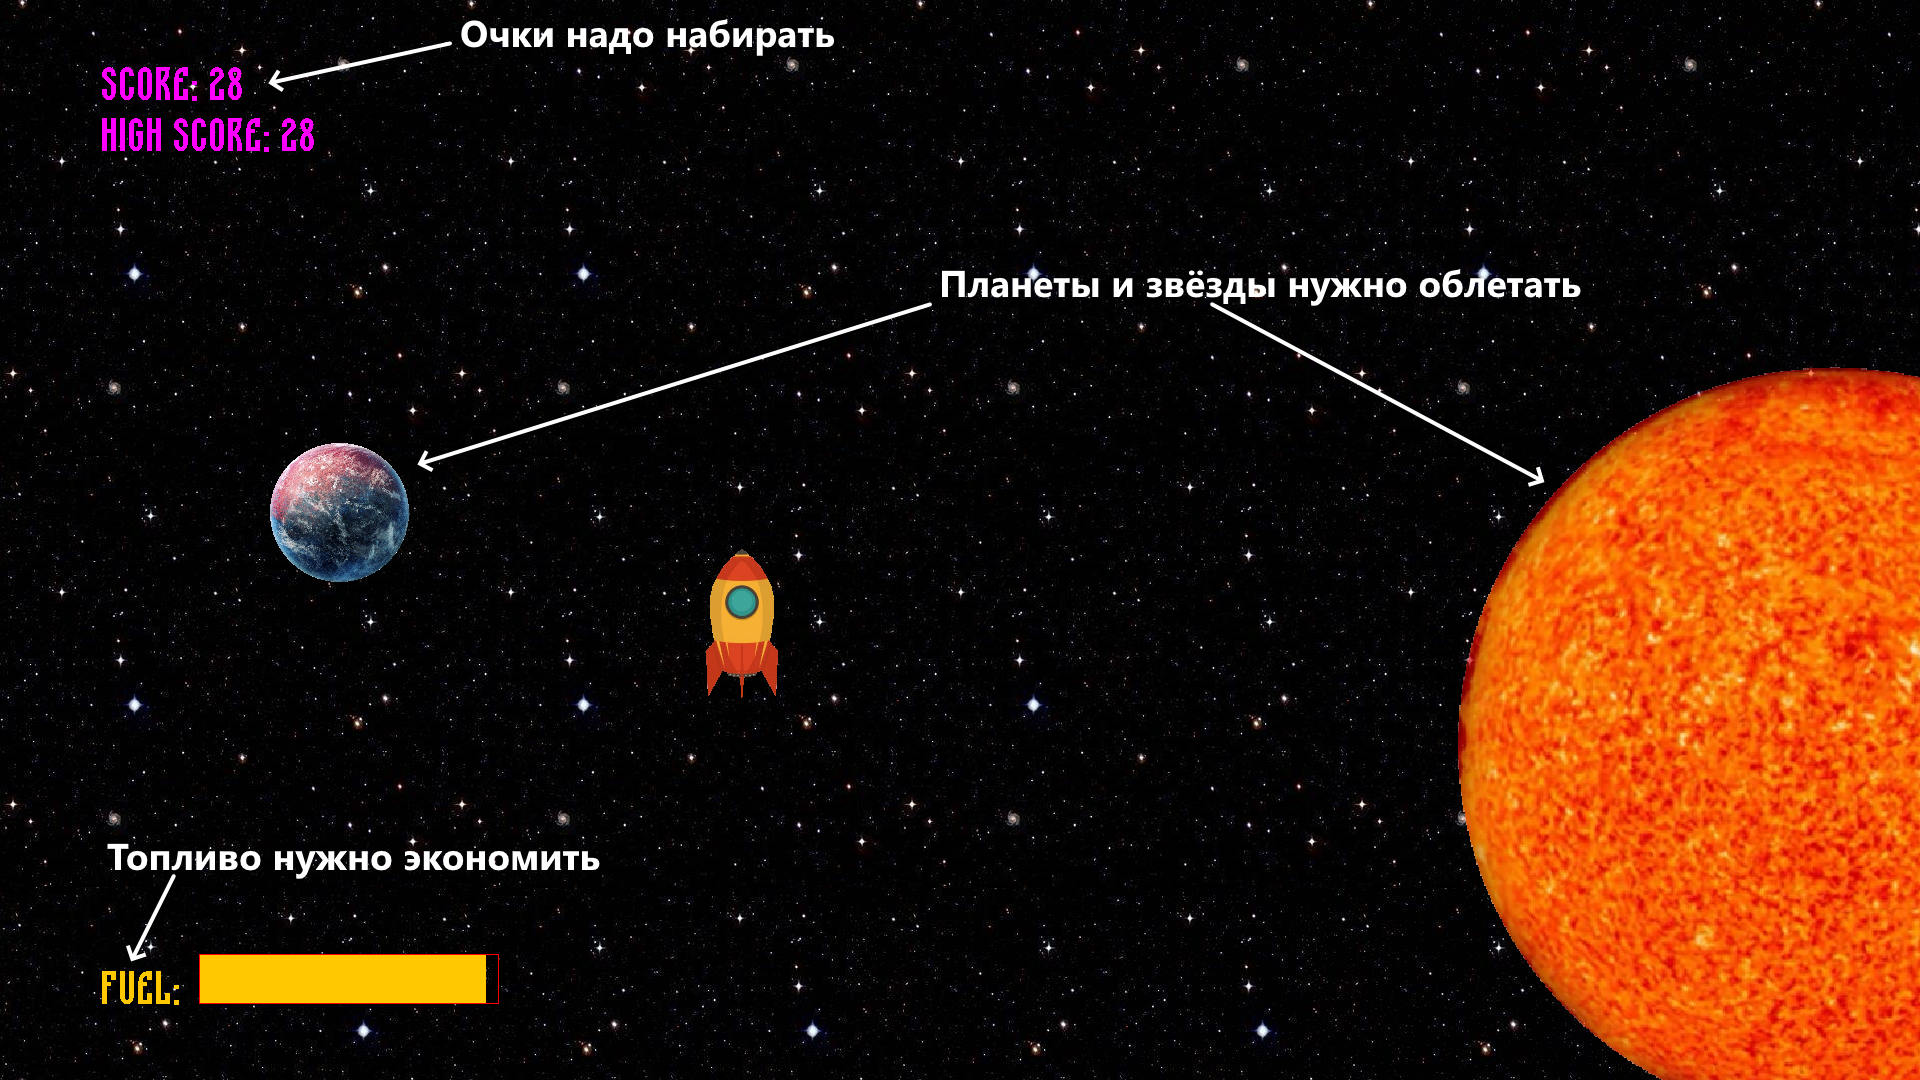 Очки надо набирать
SCORE: 28
HIGH SCORE: 28
Планеты и звёзды нужно облетать
Топливо нужно экономить
FUEL: